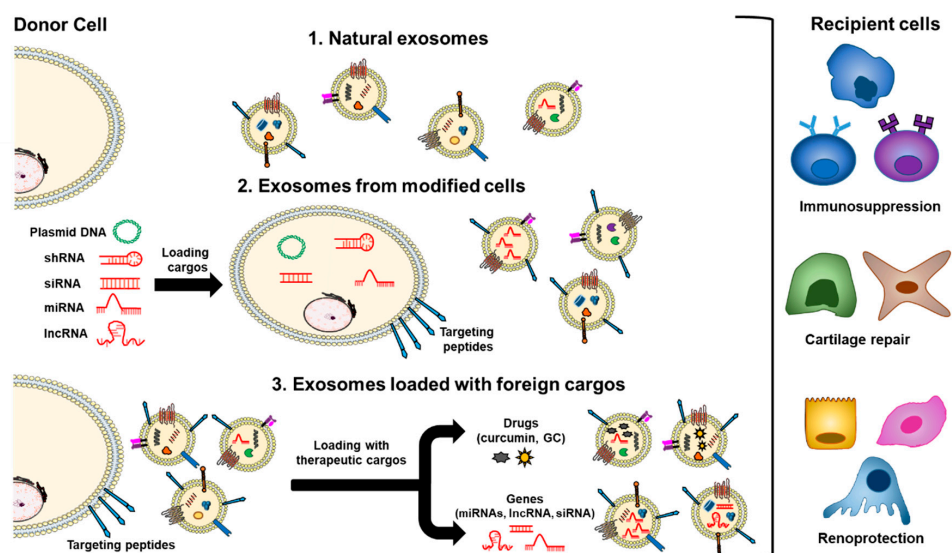 Donor Cell
1. Natural exosomes
Recipient cells
2. Exosomes from modified cells
Plasmid DNA
shRNA
siRNA
miRNA
lncRNA
Loading
cargos
Targeting
peptides
Immunosuppression
Cartilage repair
3. Exosomes loaded with foreign cargos
Loading with
therapeutic cargos
Drugs
(curcumin, GC)
Genes
(miRNAs, lncRNA, siRNA)
Targeting peptides
Renoprotection